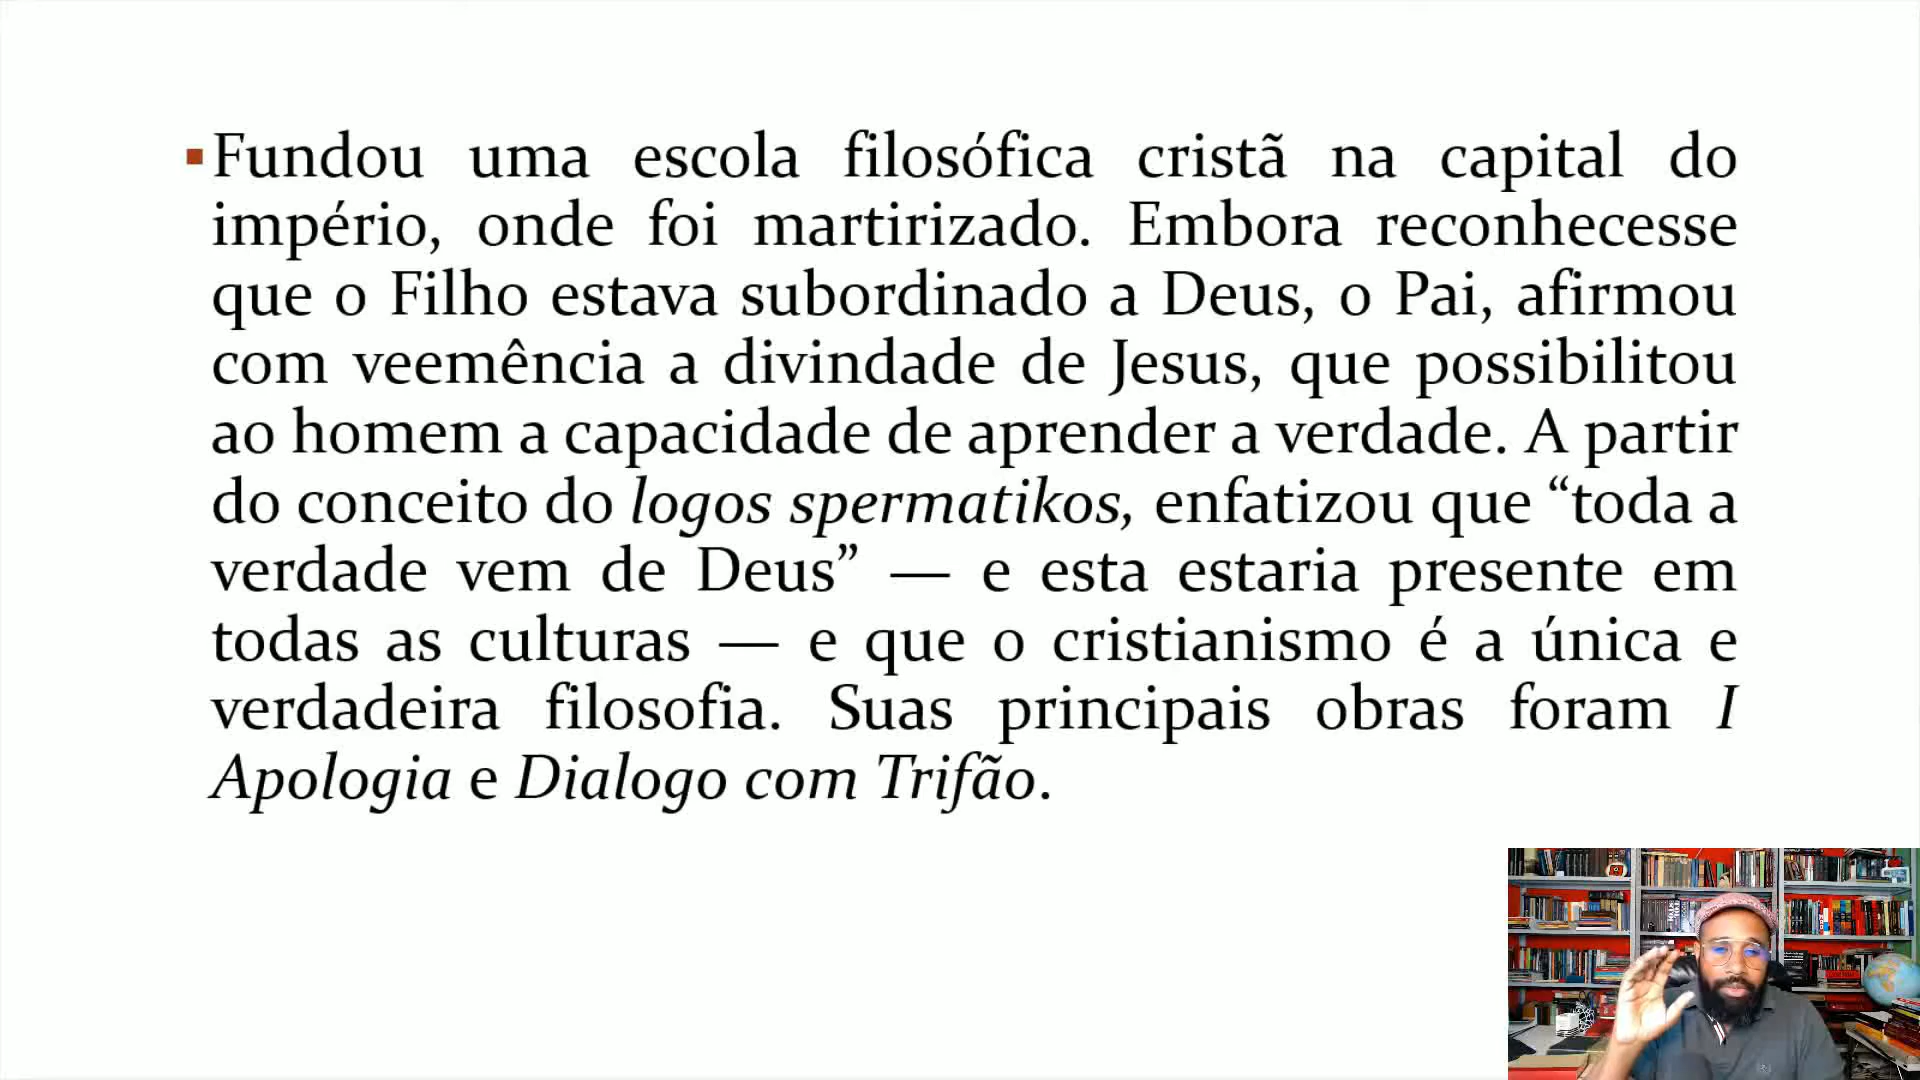 ▪Fundou uma escola filosófica cristã na capital do
império, onde foi martirizado. Embora reconhecesse
que o Filho estava subordinado a Deus, o Pai, afirmou
com veemência a divindade de Jesus, que possibilitou
ao homem a capacidade de aprender a verdade. A partir
do conceito do logos spermatikos, enfatizou que “toda a
verdade vem de Deus” — e esta estaria presente em
todas as culturas — e que o cristianismo é a única e
verdadeira filosofia. Suas principais obras foram I
Apologia e Dialogo com Trifão.